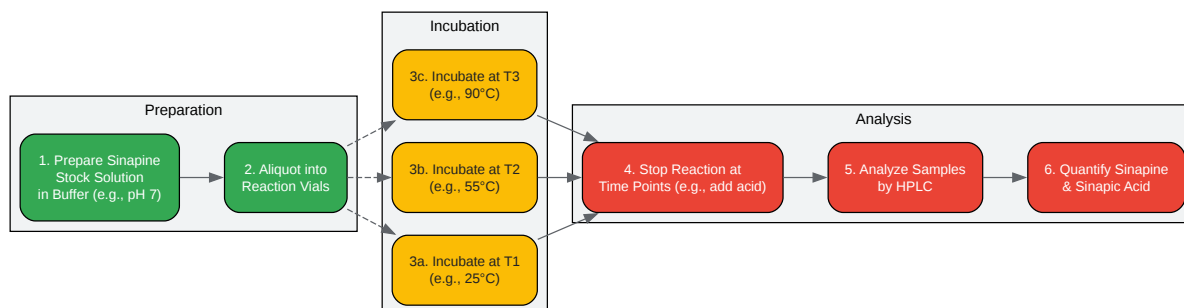 Preparation
1. Prepare Sinapine
Stock Solution
in Buffer (e.g., pH 7)
2. Aliquot into
Reaction Vials
Incubation
3c. Incubate at T3
(e.g., 90°C)
3b. Incubate at T2
(e.g., 55°C)
3a. Incubate at T1
(e.g., 25°C)
Analysis
4. Stop Reaction at
Time Points (e.g., add acid)
5. Analyze Samples
by HPLC
6. Quantify Sinapine
& Sinapic Acid